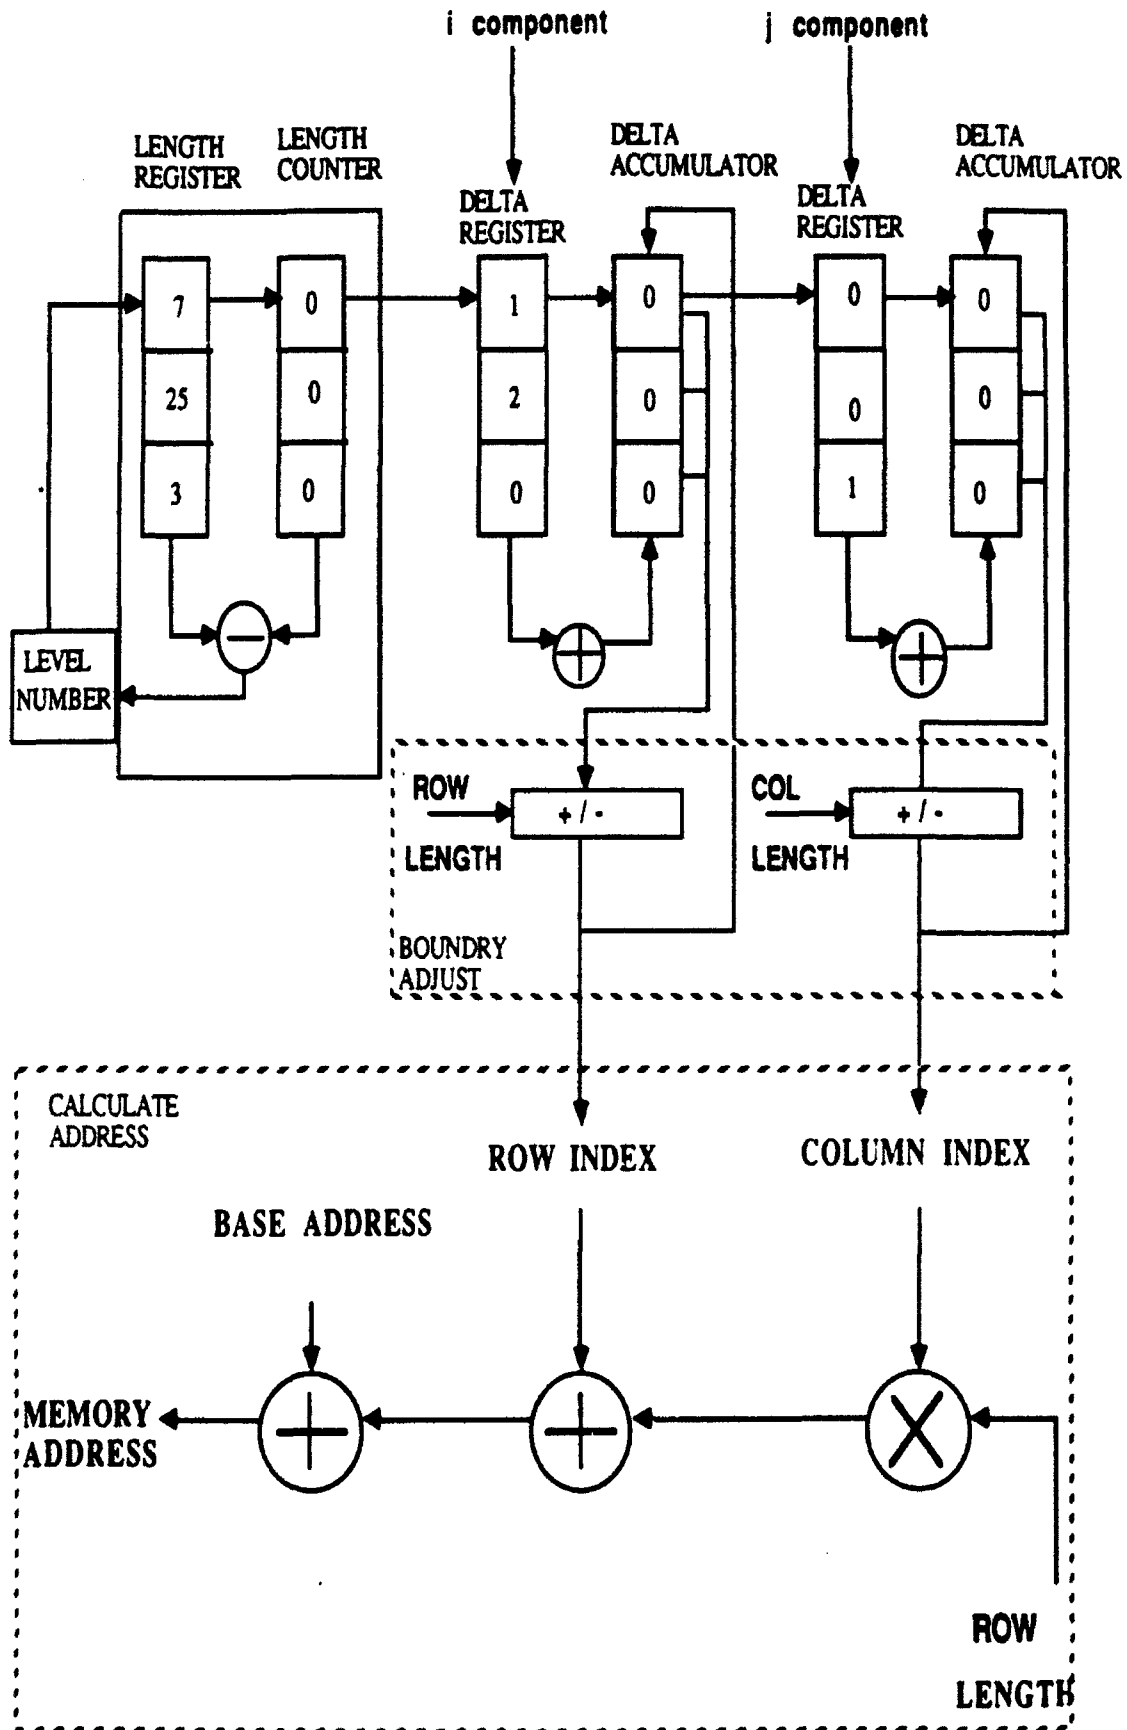 i component
j component
LENGTH
REGISTER
LENGTH
COUNTER
DELTA
REGISTER
DELTA
ACCUMULATOR
DELTA
REGISTER
DELTA
ACCUMULATOR
7
0
1
0
0
0
25
0
2
0
0
0
3
0
0
0
1
0
−
+
+
LEVEL
NUMBER
ROW
LENGTH
+ / -
COL
LENGTH
+ / -
BOUNDRY
ADJUST
CALCULATE
ADDRESS
ROW INDEX
COLUMN INDEX
BASE ADDRESS
MEMORY
ADDRESS
+
+
X
ROW
LENGTH